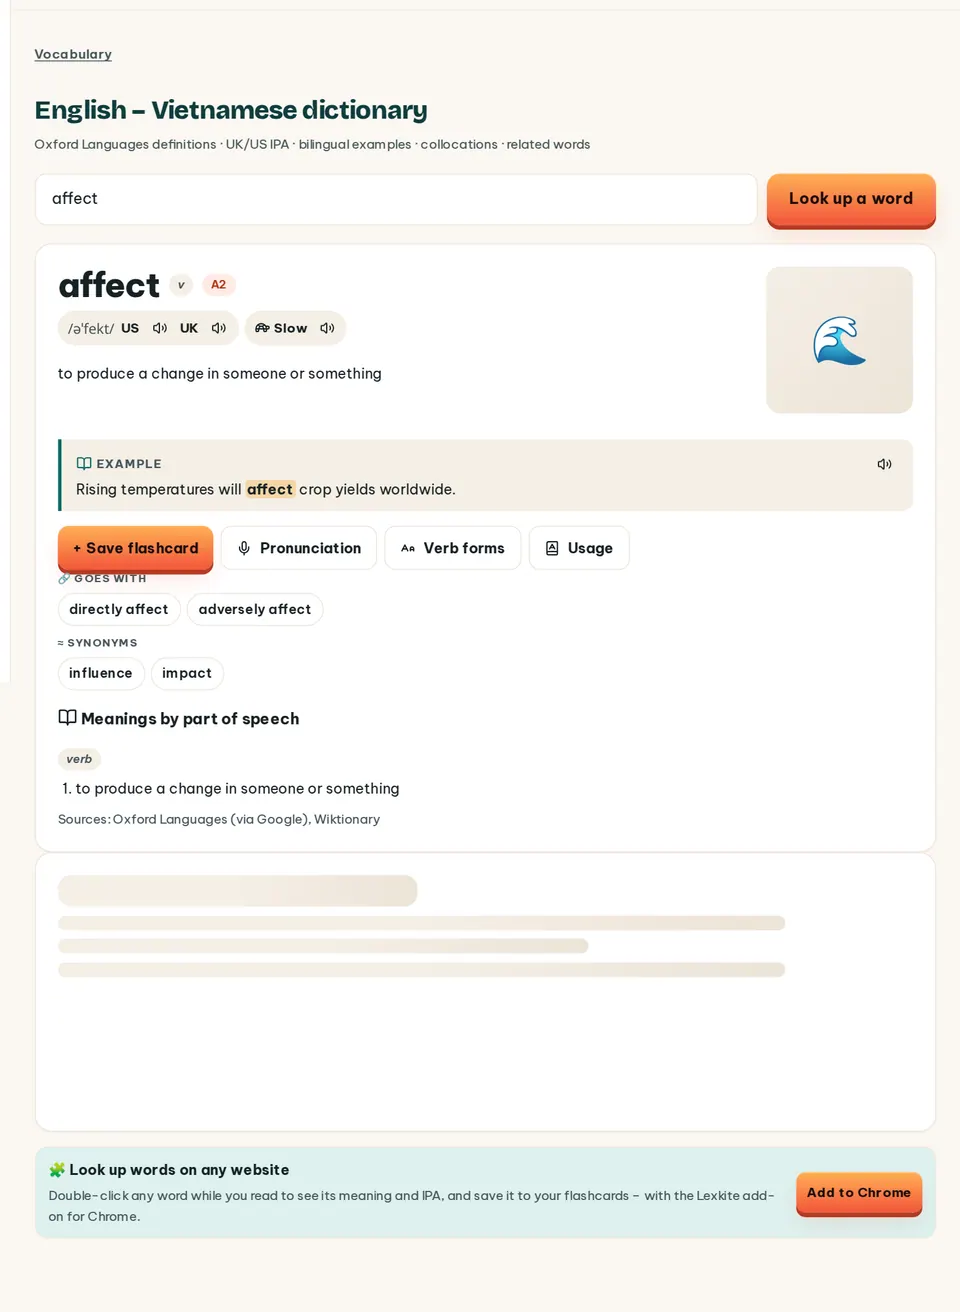 Vocabulary
English – Vietnamese dictionary
Oxford Languages definitions · UK/US IPA · bilingual examples · collocations · related words
affect
Look up a word
affect v A2
/əˈfekt/ US UK Slow
to produce a change in someone or something
EXAMPLE
Rising temperatures will affect crop yields worldwide.
+ Save flashcard
Pronunciation
Aa Verb forms
Usage
GOES WITH
directly affect
adversely affect
≈ SYNONYMS
influence
impact
Meanings by part of speech
verb
1. to produce a change in someone or something
Sources: Oxford Languages (via Google), Wiktionary
Look up words on any website
Double-click any word while you read to see its meaning and IPA, and save it to your flashcards – with the Lexkite add-
on for Chrome.
Add to Chrome